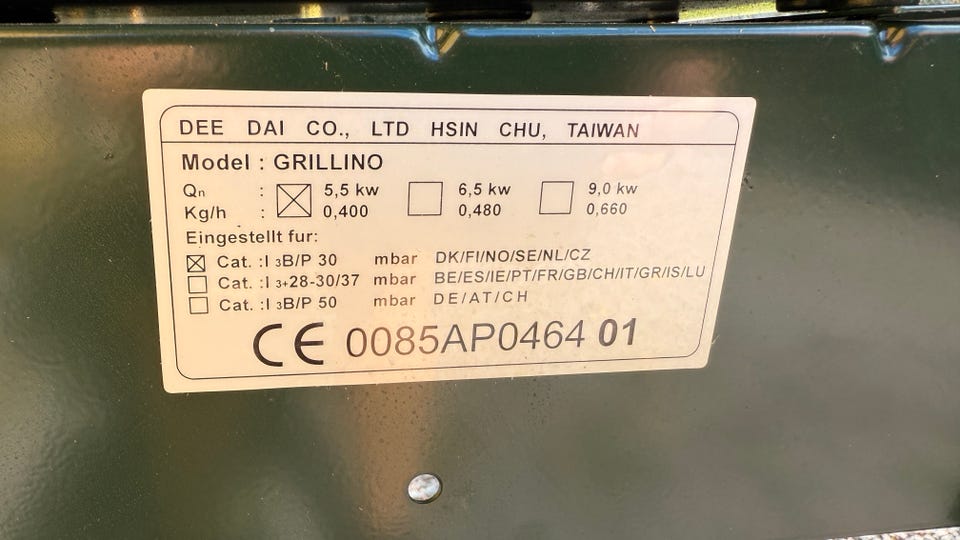 DEE DAI CO., LTD HSIN CHU, TAIWAN
Model : GRILLINO
Qn : ☒ 5,5 kw ☐ 6,5 kw ☐ 9,0 kw
Kg/h : 0,400 0,480 0,660
Eingestellt fur:
☒ Cat. :I 3B/P 30 mbar DK/FI/NO/SE/NL/CZ
☐ Cat. :I 3+28-30/37 mbar BE/ES/IE/PT/FR/GB/CH/IT/GR/IS/LU
☐ Cat. :I 3B/P 50 mbar DE/AT/CH
CE 0085AP0464 01